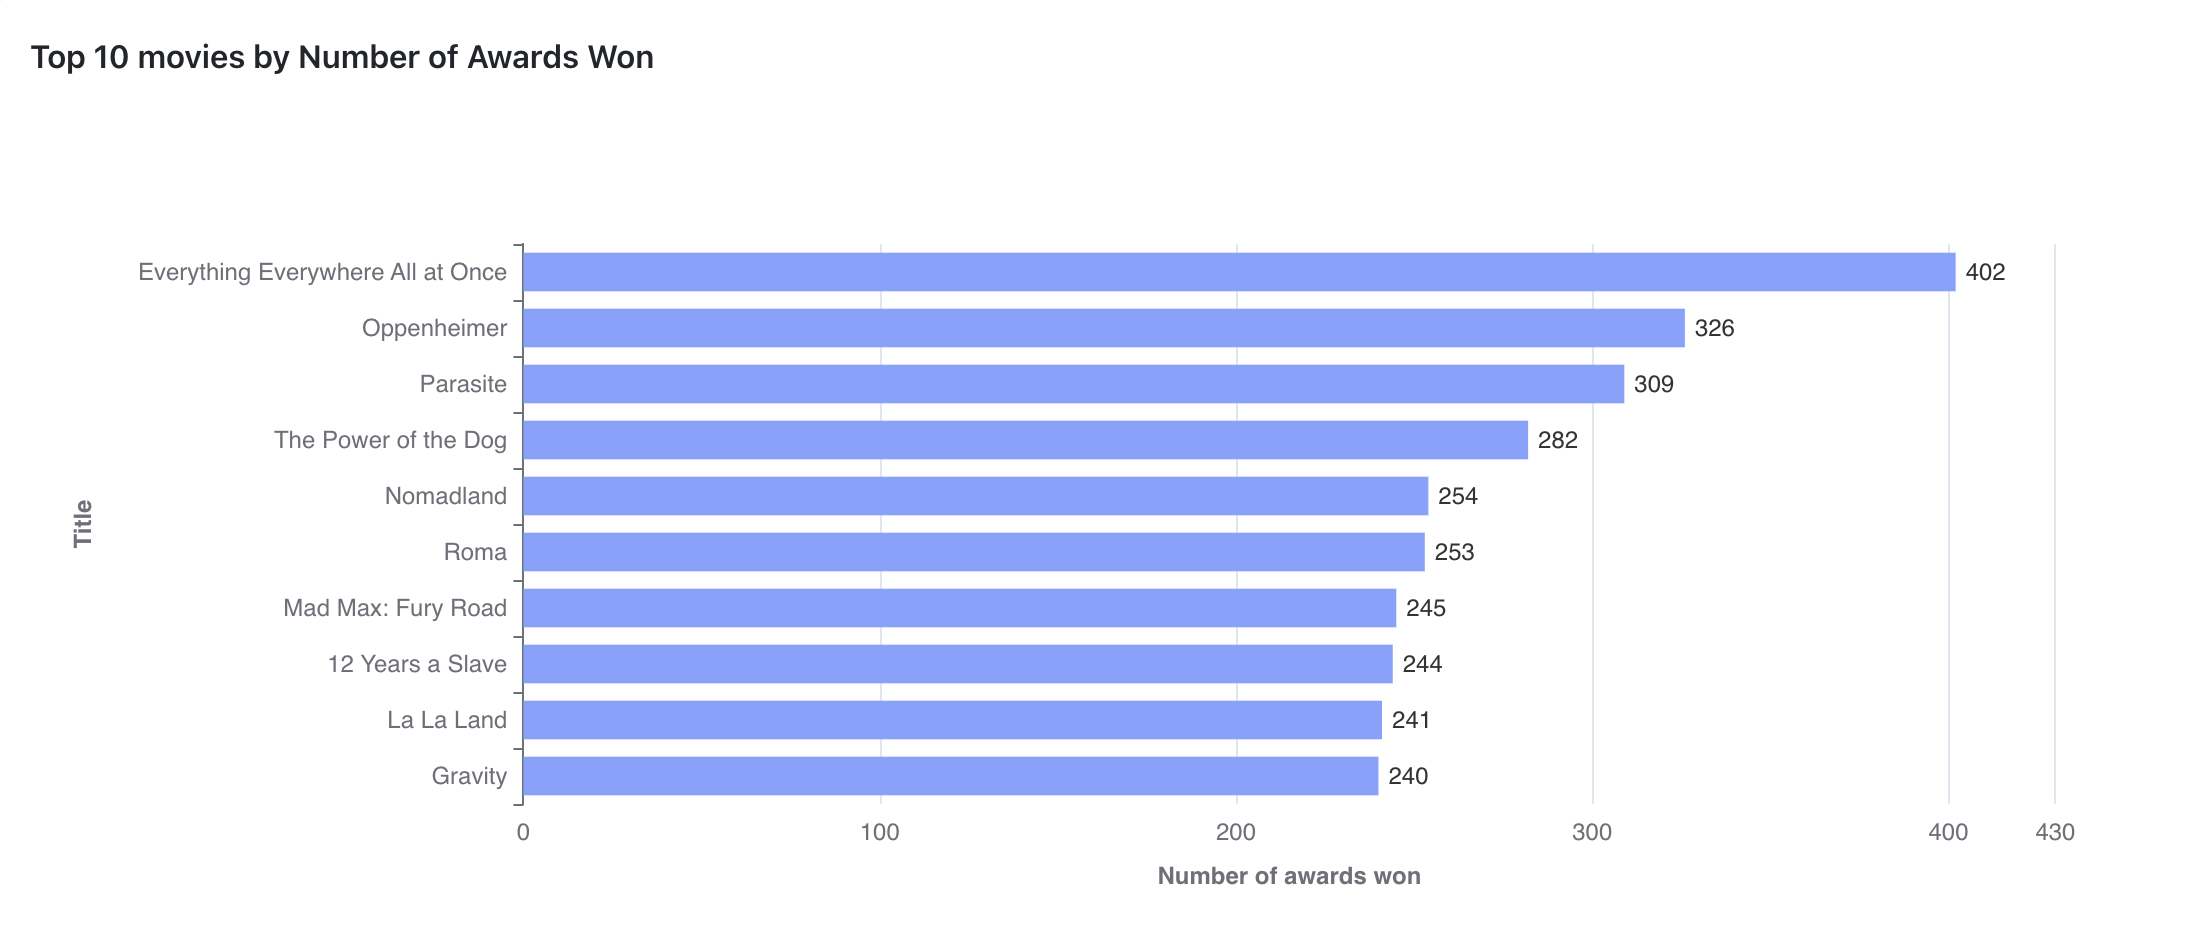 Top 10 movies by Number of Awards Won
Title
Everything Everywhere All at Once 402
Oppenheimer 326
Parasite 309
The Power of the Dog 282
Nomadland 254
Roma 253
Mad Max: Fury Road 245
12 Years a Slave 244
La La Land 241
Gravity 240
0 100 200 300 400 430
Number of awards won